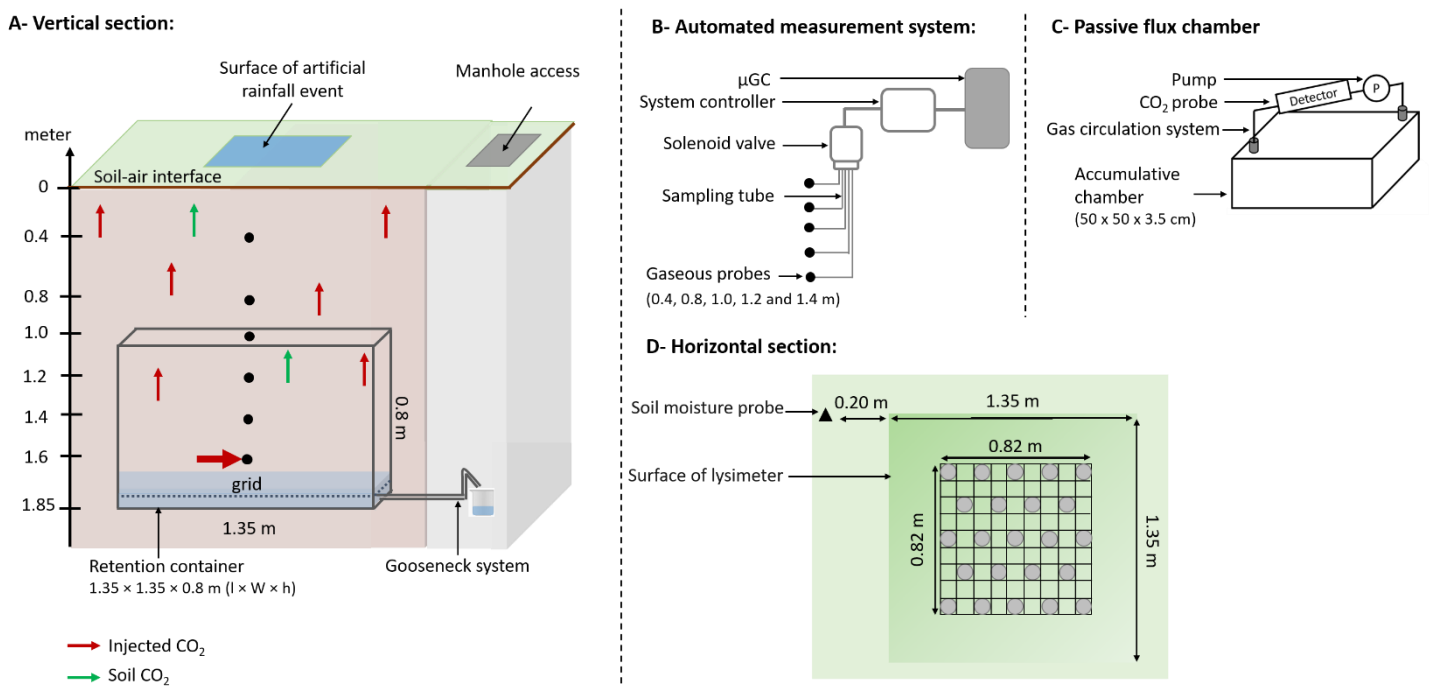 A- Vertical section:
Surface of artificial
rainfall event
Manhole access
meter
Soil-air interface
0
0.4
0.8
1.0
1.2
1.4
1.6
1.85
0.8 m
grid
1.35 m
Retention container
1.35 × 1.35 × 0.8 m (l × W × h)
Gooseneck system
Injected CO₂
Soil CO₂
B- Automated measurement system:
µGC
System controller
Solenoid valve
Sampling tube
Gaseous probes
(0.4, 0.8, 1.0, 1.2 and 1.4 m)
C- Passive flux chamber
Pump
P
CO₂ probe
Detector
Gas circulation system
Accumulative
chamber
(50 x 50 x 3.5 cm)
D- Horizontal section:
Soil moisture probe
0.20 m
1.35 m
0.82 m
Surface of lysimeter
0.82 m
1.35 m